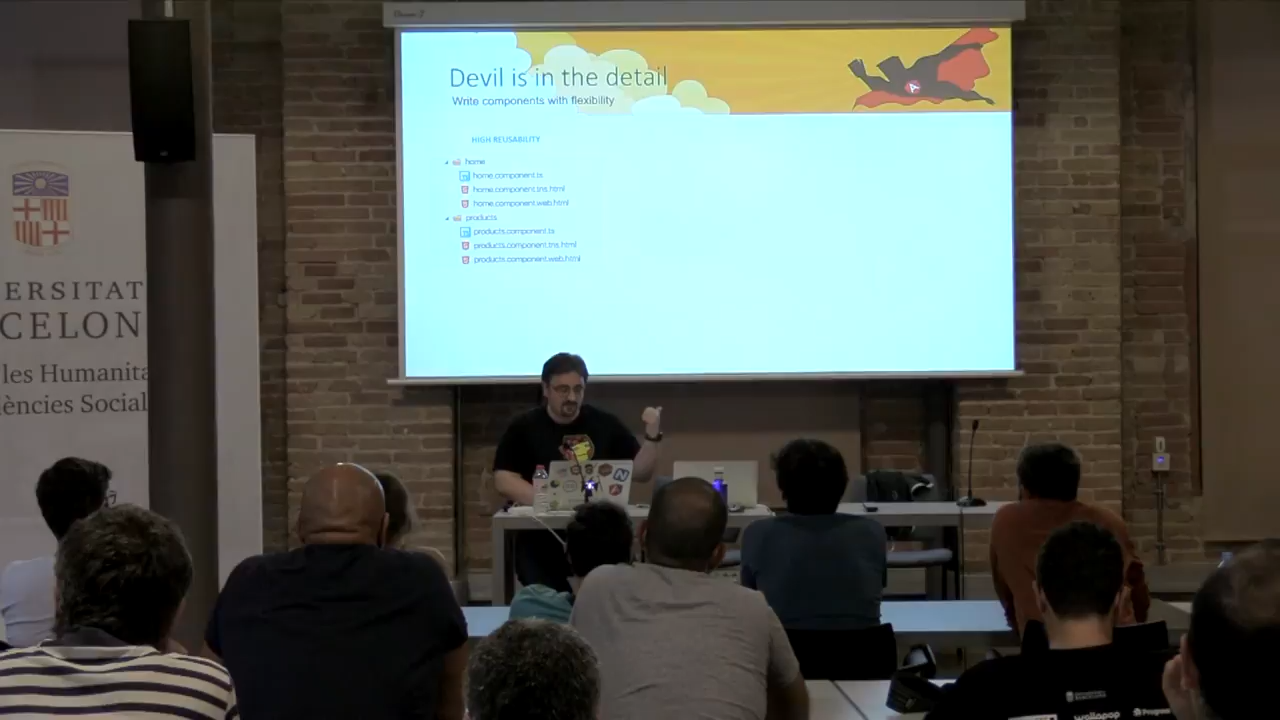 Devil is in the detail
Write components with flexibility
HIGH REUSABILITY
home
home.component.ts
home.component.tns.html
home.component.web.html
products
products.component.ts
products.component.tns.html
products.component.web.html
ERSITAT
CELON
les Humanita
ències Social
wallapop